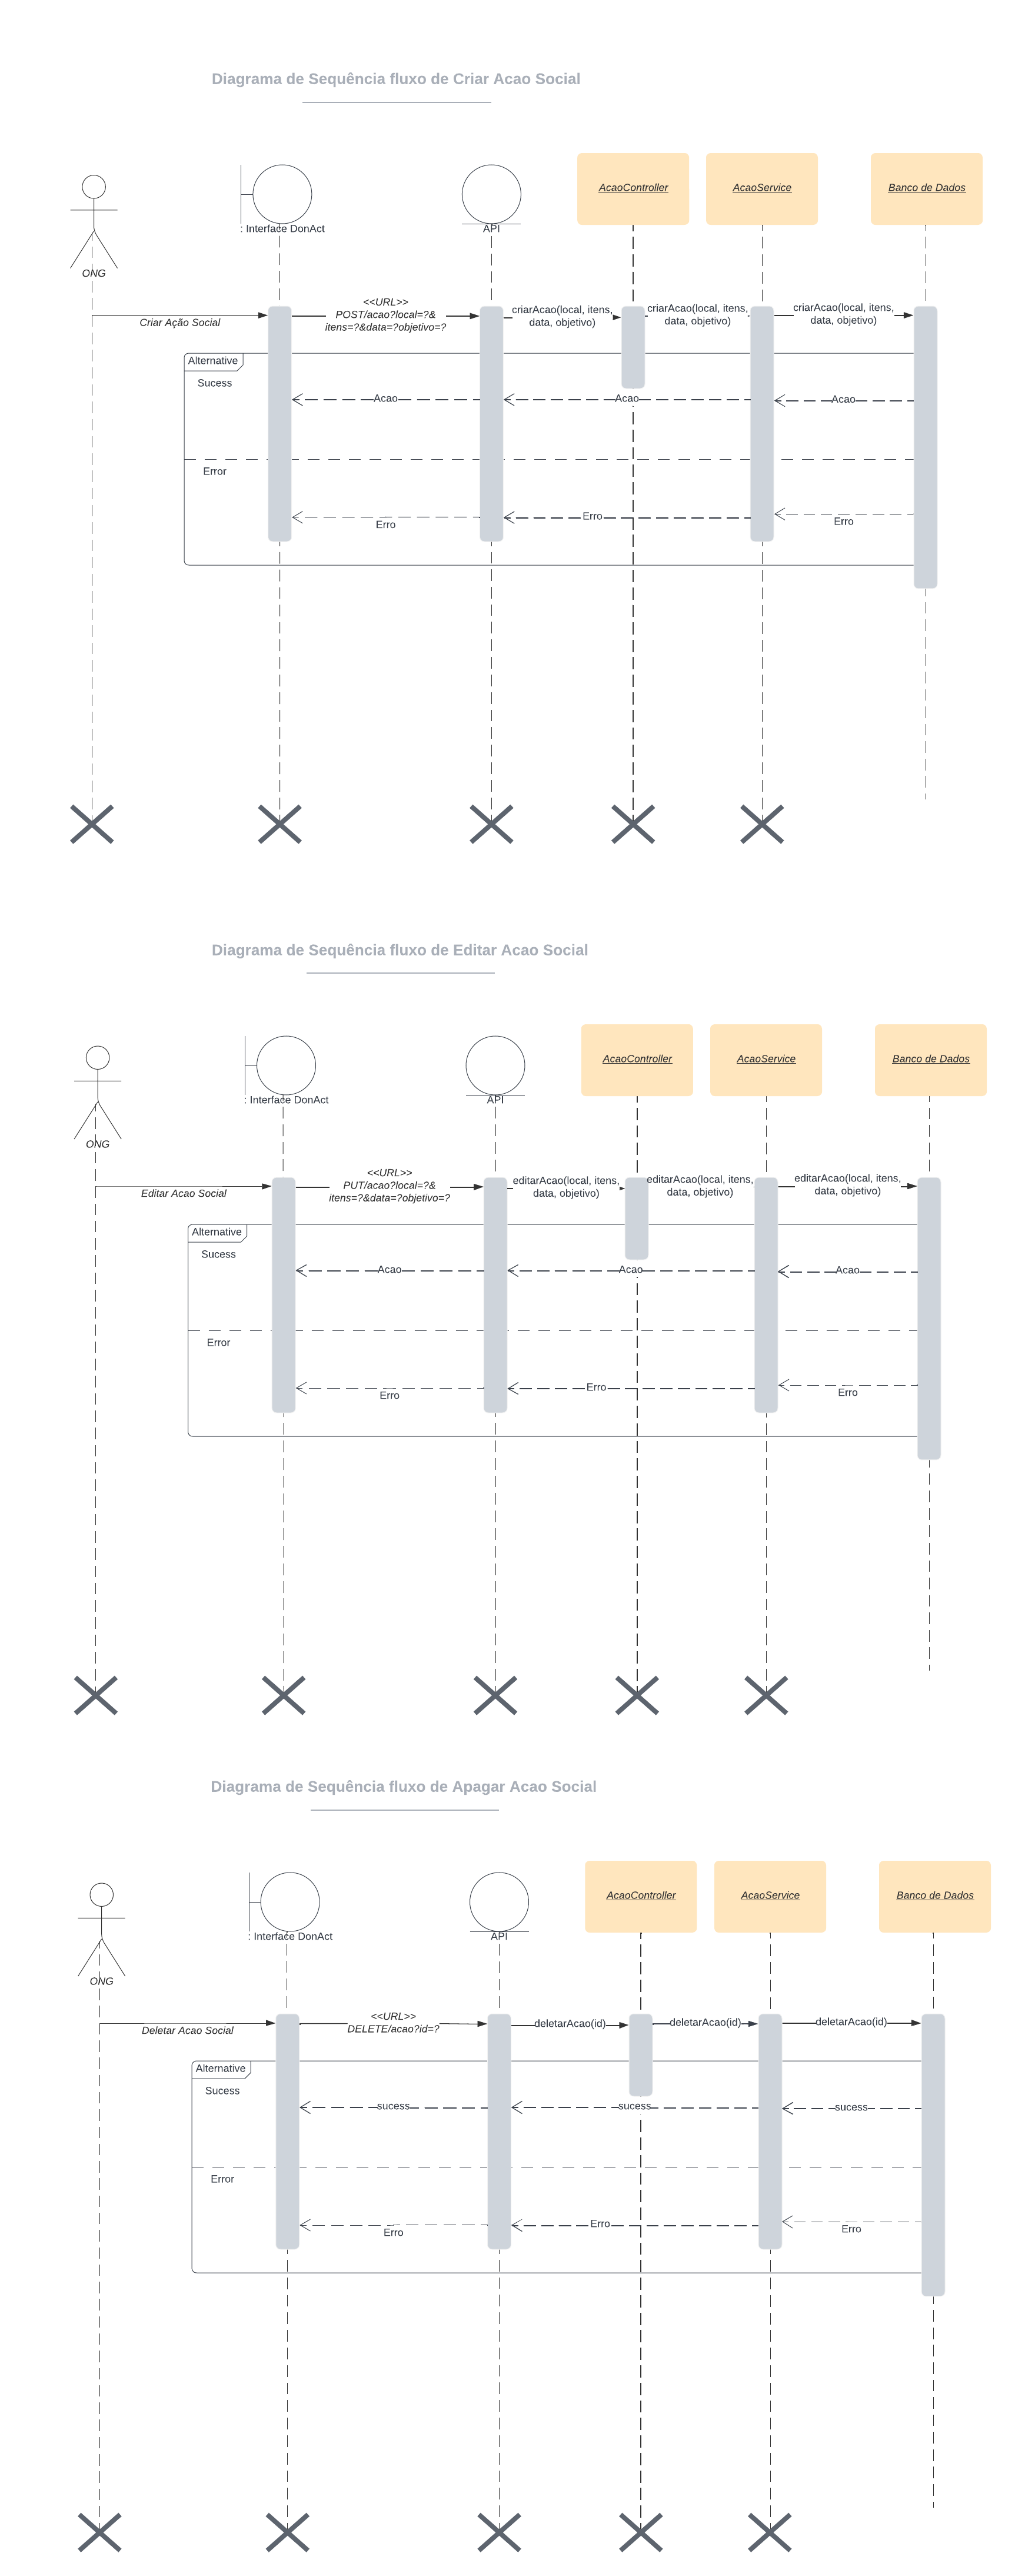 Diagrama de Sequência fluxo de Criar Acao Social
ONG
: Interface DonAct
API
AcaoController
AcaoService
Banco de Dados
Criar Ação Social
<<URL>>
POST/acao?local=?&
itens=?&data=?objetivo=?
criarAcao(local, itens,
data, objetivo)
criarAcao(local, itens,
data, objetivo)
criarAcao(local, itens,
data, objetivo)
Alternative
Sucess
Acao
Acao
Acao
Error
Erro
Erro
Erro
Diagrama de Sequência fluxo de Editar Acao Social
ONG
: Interface DonAct
API
AcaoController
AcaoService
Banco de Dados
Editar Acao Social
<<URL>>
PUT/acao?local=?&
itens=?&data=?objetivo=?
editarAcao(local, itens,
data, objetivo)
editarAcao(local, itens,
data, objetivo)
editarAcao(local, itens,
data, objetivo)
Alternative
Sucess
Acao
Acao
Acao
Error
Erro
Erro
Erro
Diagrama de Sequência fluxo de Apagar Acao Social
ONG
: Interface DonAct
API
AcaoController
AcaoService
Banco de Dados
Deletar Acao Social
<<URL>>
DELETE/acao?id=?
deletarAcao(id)
deletarAcao(id)
deletarAcao(id)
Alternative
Sucess
sucess
sucess
sucess
Error
Erro
Erro
Erro